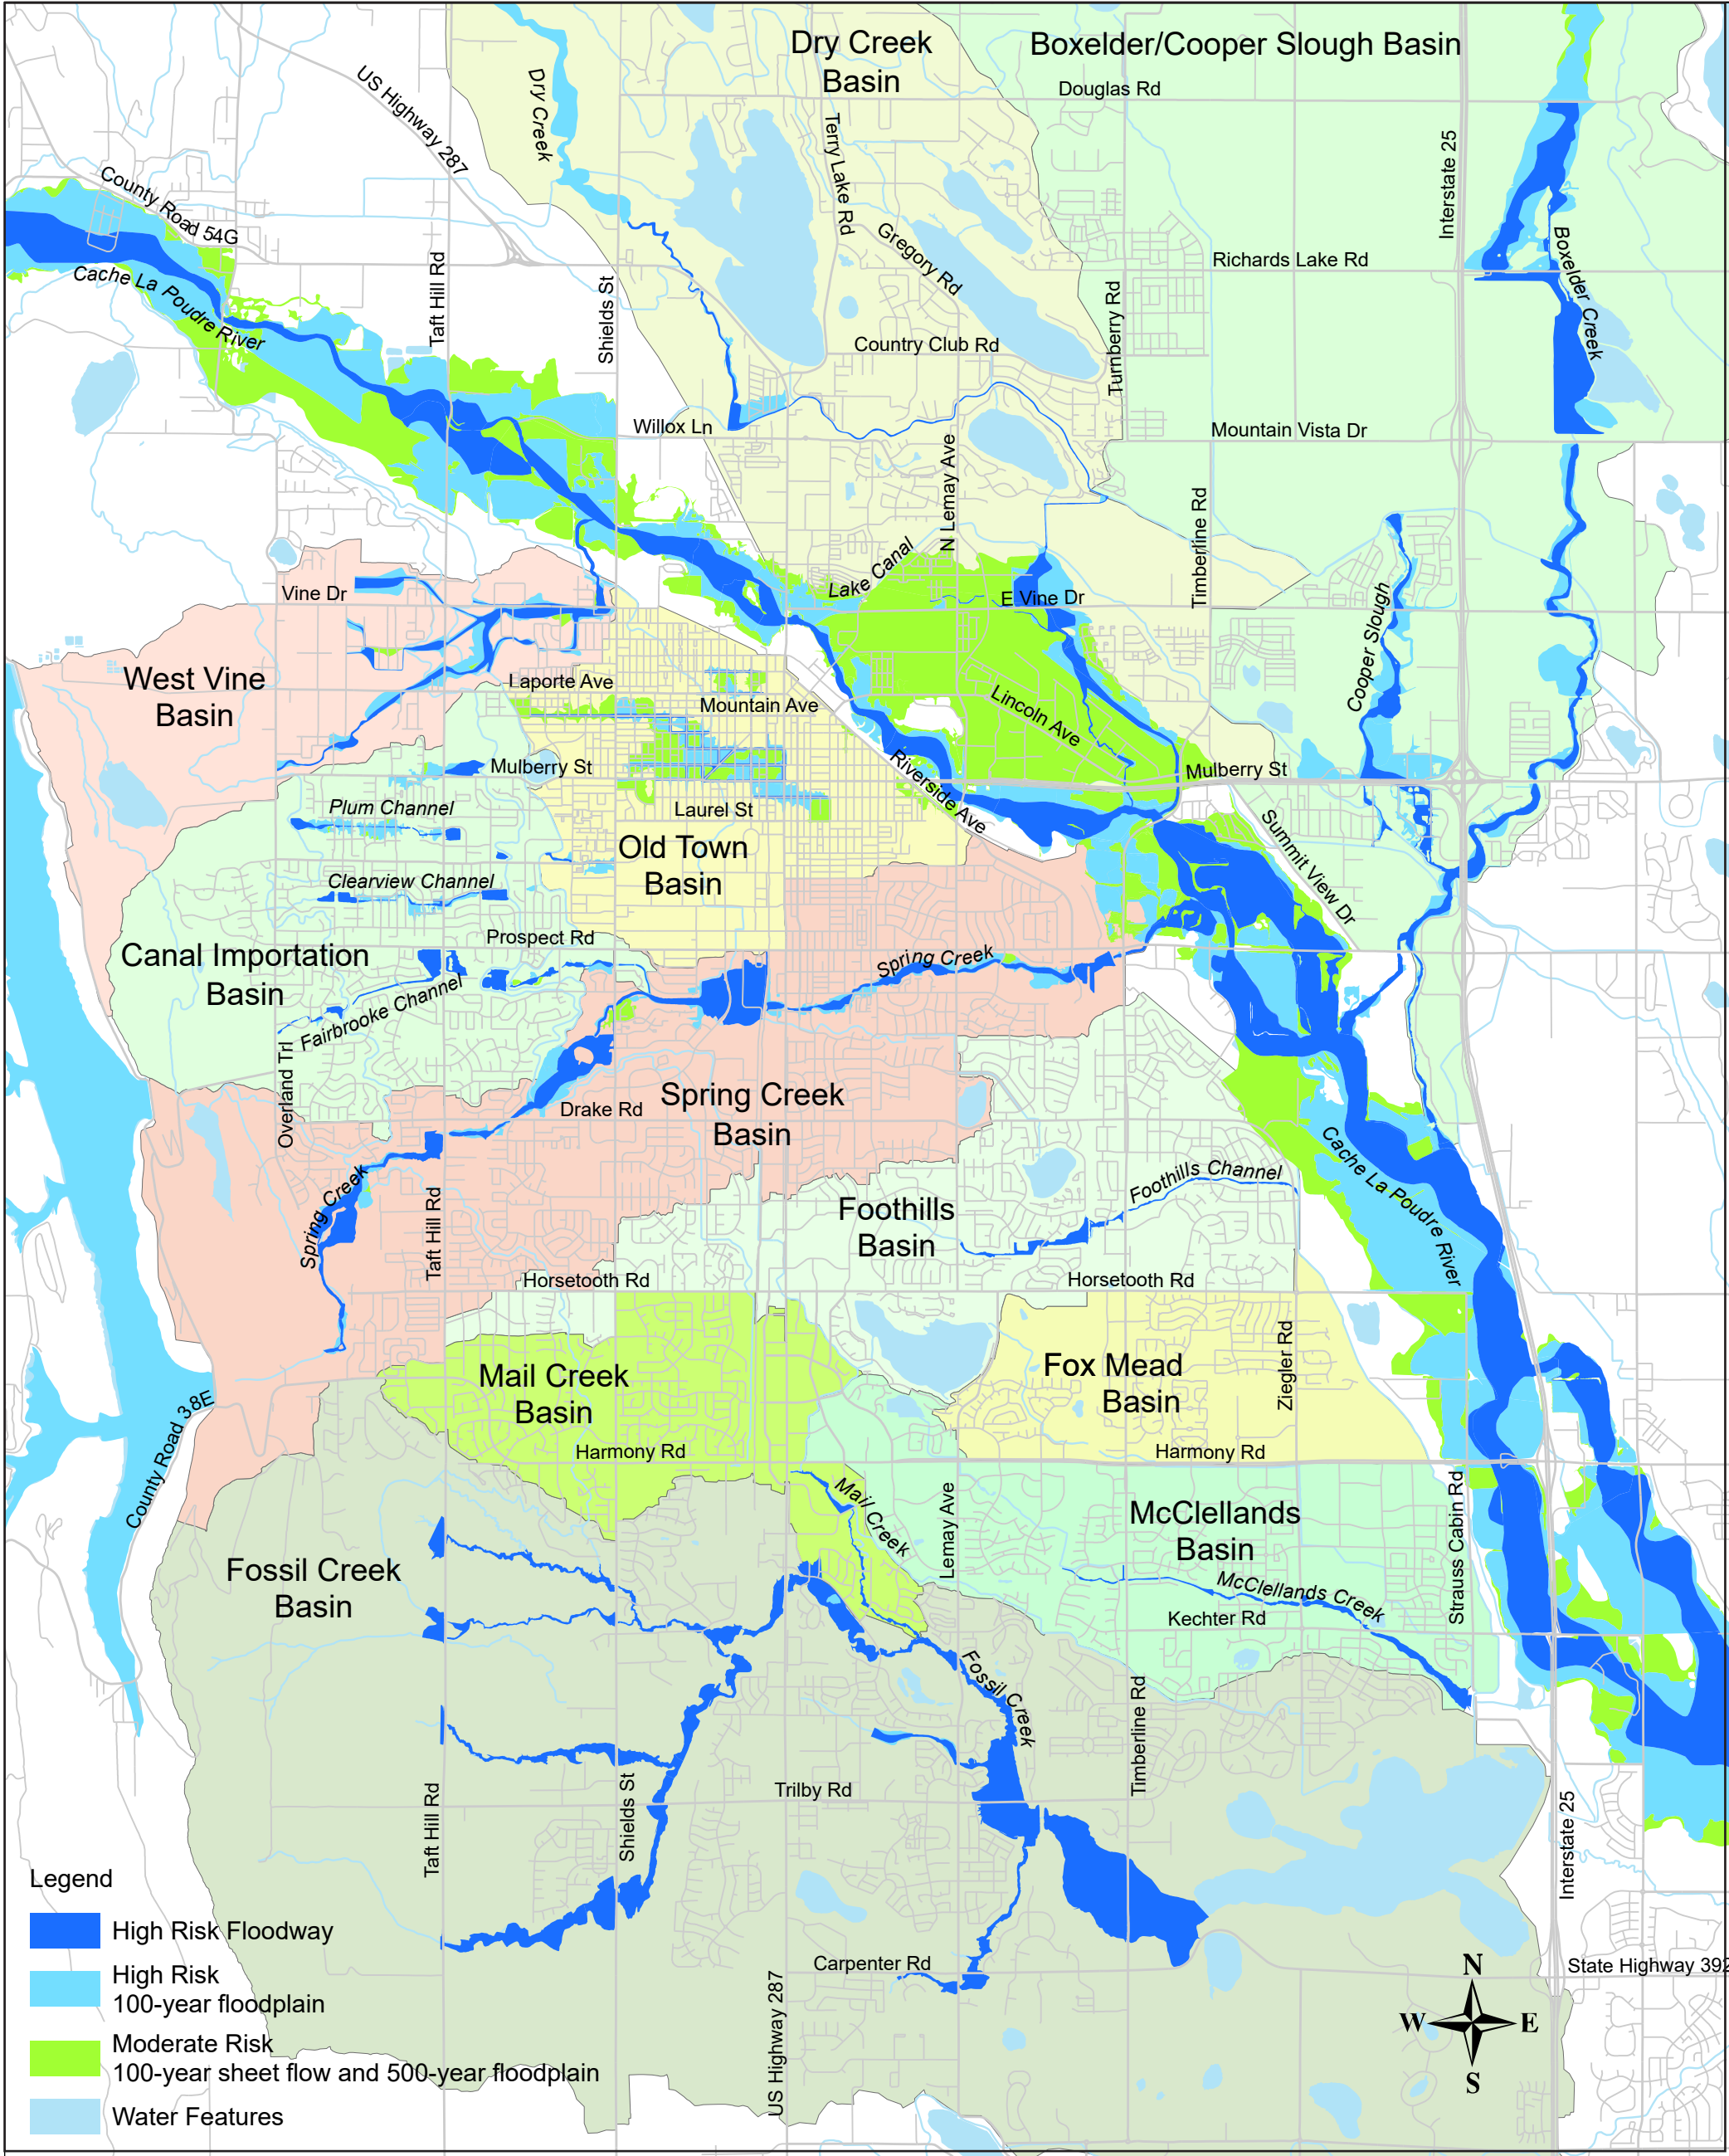 Dry Creek
Basin
Boxelder/Cooper Slough Basin
Douglas Rd
US Highway 287
Dry Creek
Terry Lake Rd
Interstate 25
County Road 54G
Cache La Poudre River
Taft Hill Rd
Shields St
Gregory Rd
Richards Lake Rd
Boxelder Creek
Turnberry Rd
Country Club Rd
Willox Ln
Mountain Vista Dr
N Lemay Ave
Timberline Rd
Lake Canal
Vine Dr
E Vine Dr
Cooper Slough
West Vine
Basin
Laporte Ave
Mountain Ave
Lincoln Ave
Mulberry St
Riverside Ave
Mulberry St
Plum Channel
Laurel St
Summit View Dr
Old Town
Basin
Clearview Channel
Prospect Rd
Canal Importation
Basin
Spring Creek
Fairbrooke Channel
Overland Trl
Drake Rd
Spring Creek
Basin
Cache La Poudre River
Foothills Channel
Spring Creek
Taft Hill Rd
Foothills
Basin
Horsetooth Rd
Horsetooth Rd
Mail Creek
Basin
Fox Mead
Basin
Ziegler Rd
County Road 38E
Harmony Rd
Harmony Rd
Mail Creek
Lemay Ave
McClellands
Basin
Strauss Cabin Rd
Fossil Creek
Basin
McClellands Creek
Kechter Rd
Fossil Creek
Timberline Rd
Trilby Rd
Taft Hill Rd
Shields St
Interstate 25
Legend
High Risk Floodway
High Risk
100-year floodplain
Moderate Risk
100-year sheet flow and 500-year floodplain
Water Features
Carpenter Rd
US Highway 287
State Highway 392
N
W
E
S